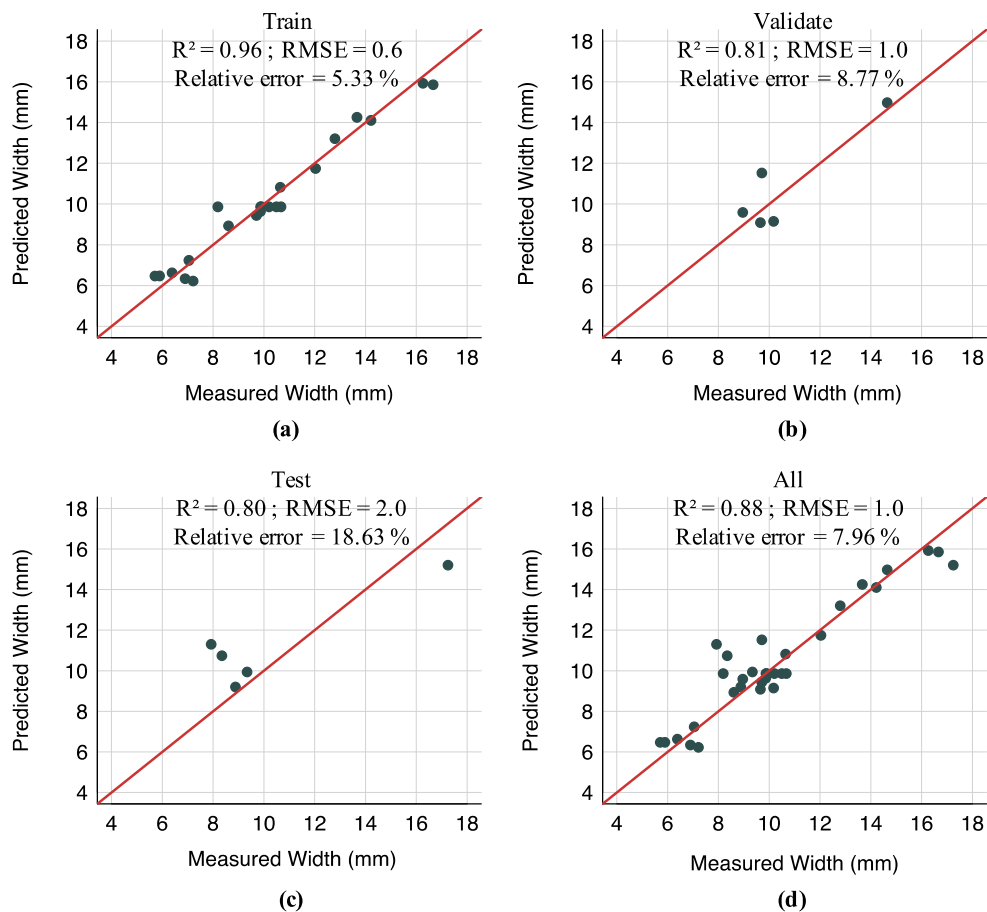 Train
R² = 0.96 ; RMSE = 0.6
Relative error = 5.33 %
18
16
14
12
10
8
6
4
Predicted Width (mm)
4 6 8 10 12 14 16 18
Measured Width (mm)
(a)
Validate
R² = 0.81 ; RMSE = 1.0
Relative error = 8.77 %
18
16
14
12
10
8
6
4
Predicted Width (mm)
4 6 8 10 12 14 16 18
Measured Width (mm)
(b)
Test
R² = 0.80 ; RMSE = 2.0
Relative error = 18.63 %
18
16
14
12
10
8
6
4
Predicted Width (mm)
4 6 8 10 12 14 16 18
Measured Width (mm)
(c)
All
R² = 0.88 ; RMSE = 1.0
Relative error = 7.96 %
18
16
14
12
10
8
6
4
Predicted Width (mm)
4 6 8 10 12 14 16 18
Measured Width (mm)
(d)